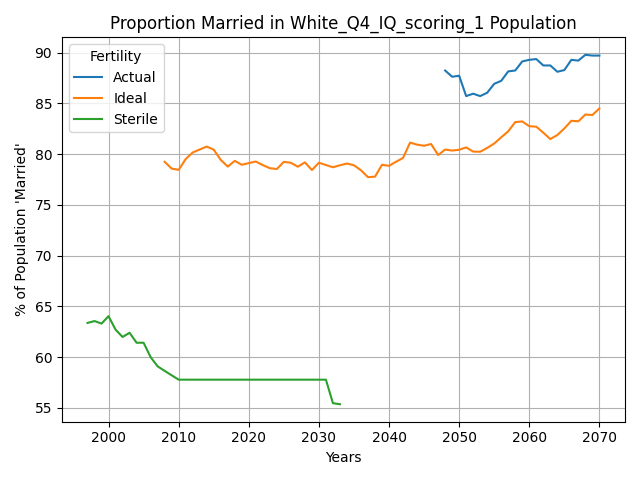 Proportion Married in White_Q4_IQ_scoring_1 Population
% of Population 'Married'
90
85
80
75
70
65
60
55
Fertility
Actual
Ideal
Sterile
2000 2010 2020 2030 2040 2050 2060 2070
Years